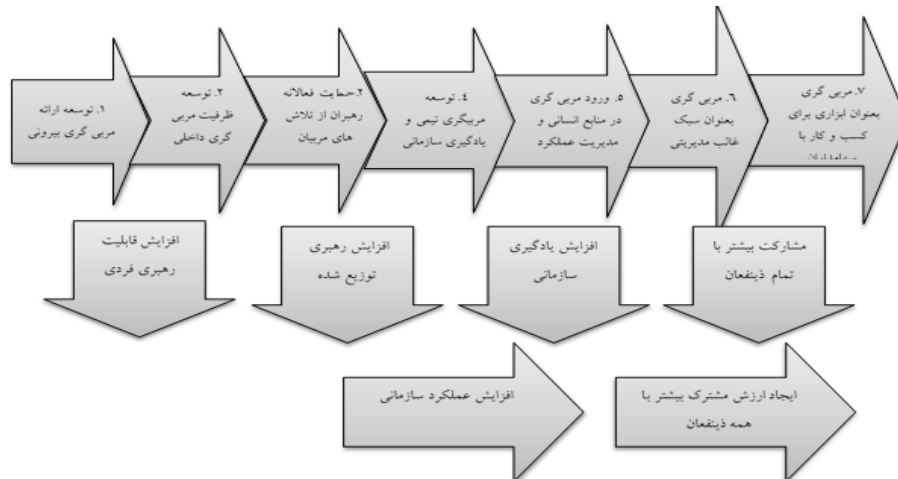 ۱. توسعه ارائه
مربی گری بیرونی
۲. توسعه
ظرفیت مربی
گری داخلی
۲.حمایت فعالانه
رهبران از تلاش
های مربیان
۴. توسعه
مربیگری تیمی و
یادگیری سازمانی
۵. ورود مربی گری
در منابع انسانی و
مدیریت عملکرد
۶. مربی گری
بعنوان سبک
غالب مدیریتی
۷. مربی گری
بعنوان ابزاری برای
کسب و کار با
افزایش قابلیت
رهبری فردی
افزایش رهبری
توزیع شده
افزایش یادگیری
سازمانی
مشارکت بیشتر با
تمام ذینفعان
افزایش عملکرد سازمانی
ایجاد ارزش مشترک بیشتر با
همه ذینفعان